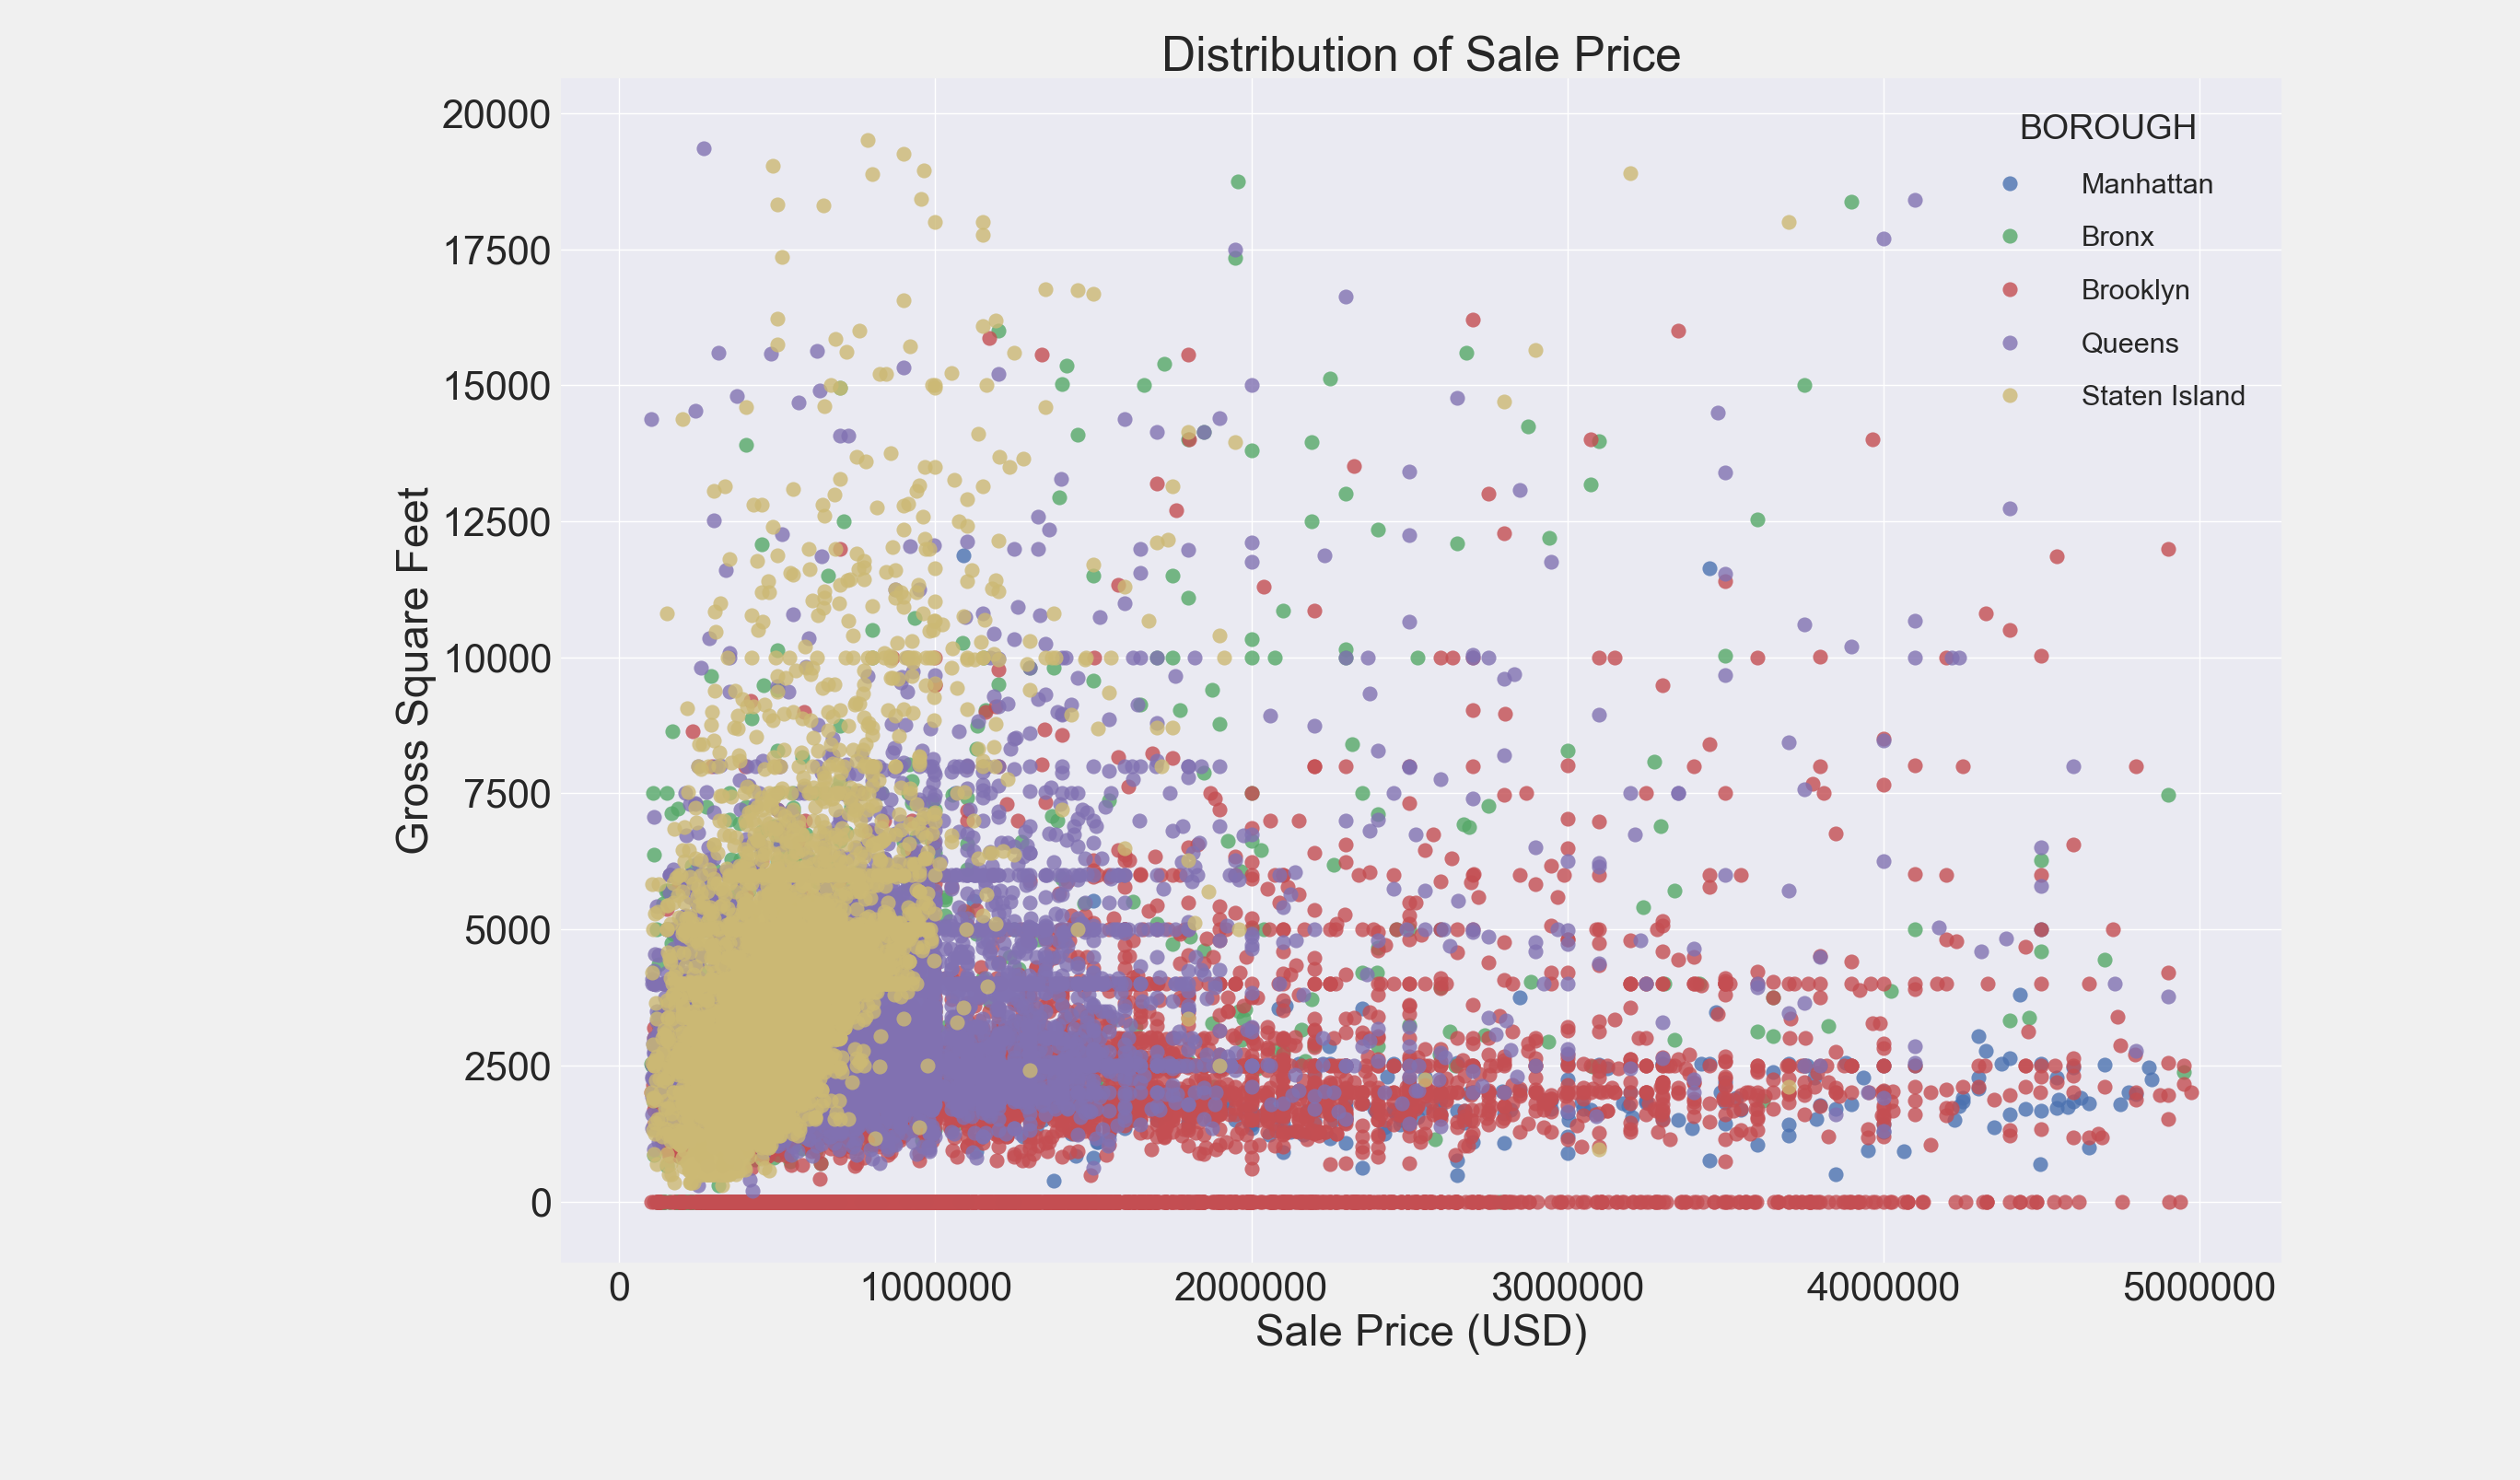 Distribution of Sale Price
20000
17500
15000
12500
10000
7500
5000
2500
0
Gross Square Feet
BOROUGH
Manhattan
Bronx
Brooklyn
Queens
Staten Island
0 1000000 2000000 3000000 4000000 5000000
Sale Price (USD)